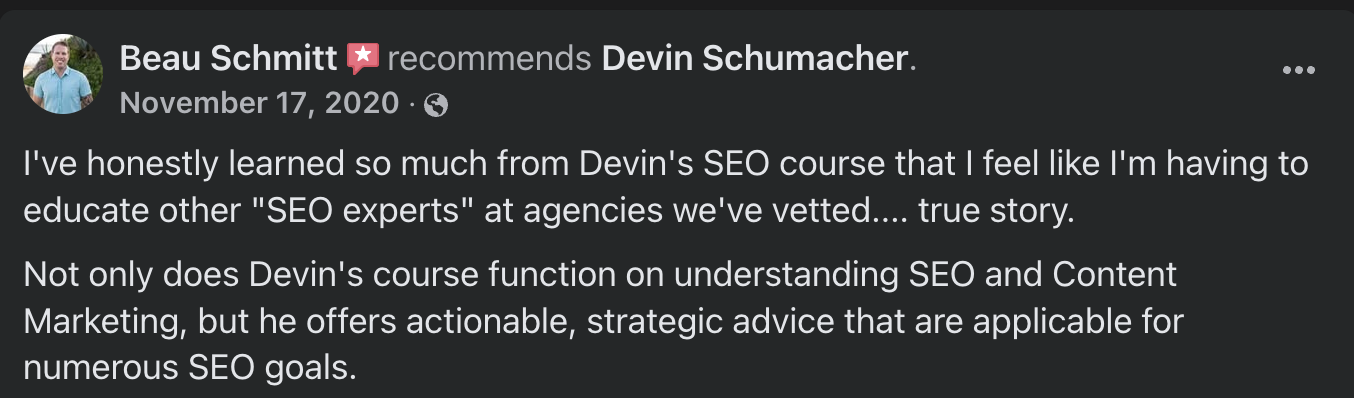 Beau Schmitt recommends Devin Schumacher.
November 17, 2020 ·
I've honestly learned so much from Devin's SEO course that I feel like I'm having to
educate other "SEO experts" at agencies we've vetted.... true story.
Not only does Devin's course function on understanding SEO and Content
Marketing, but he offers actionable, strategic advice that are applicable for
numerous SEO goals.